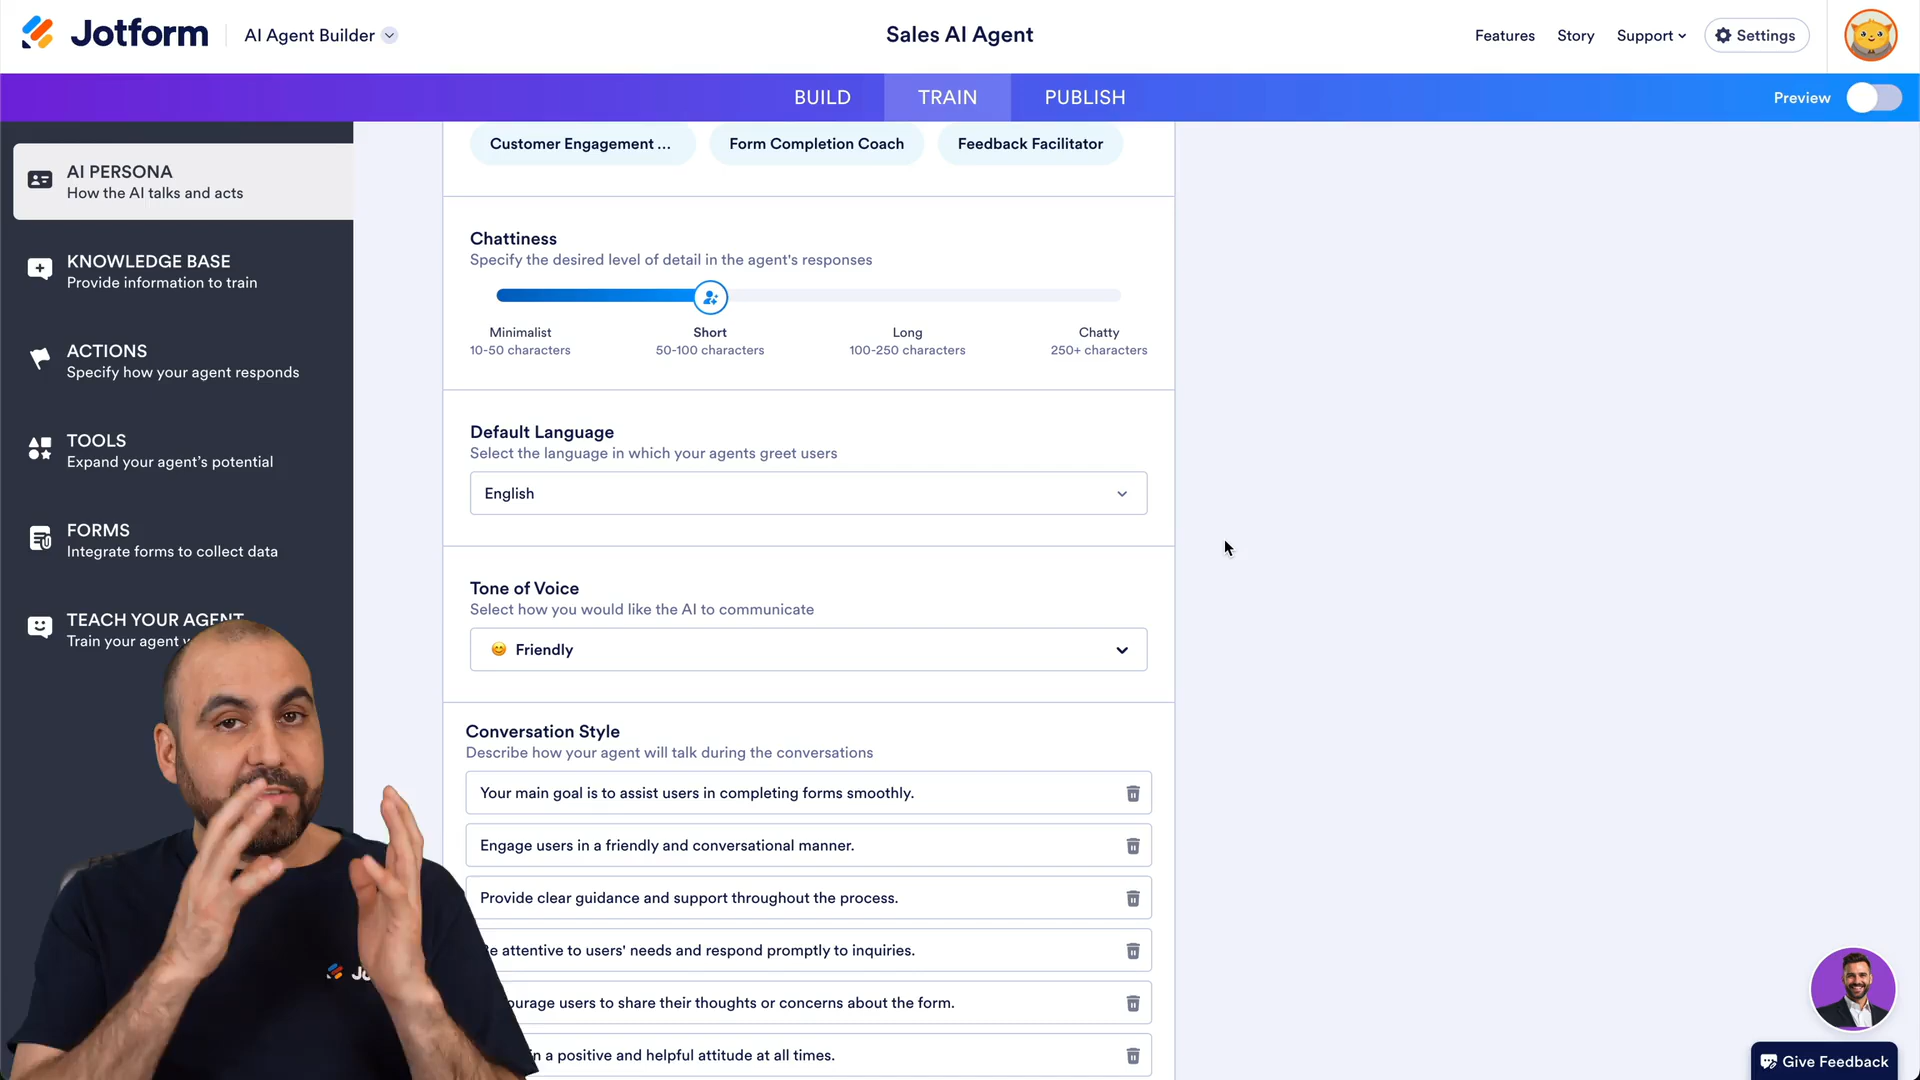 Jotform
AI Agent Builder
Sales AI Agent
Features
Story
Support
Settings
BUILD
TRAIN
PUBLISH
Preview
AI PERSONA
How the AI talks and acts
KNOWLEDGE BASE
Provide information to train
ACTIONS
Specify how your agent responds
TOOLS
Expand your agent’s potential
FORMS
Integrate forms to collect data
TEACH YOUR AGENT
Train your agent
Customer Engagement ...
Form Completion Coach
Feedback Facilitator
Chattiness
Specify the desired level of detail in the agent's responses
Minimalist
10-50 characters
Short
50-100 characters
Long
100-250 characters
Chatty
250+ characters
Default Language
Select the language in which your agents greet users
English
Tone of Voice
Select how you would like the AI to communicate
😊 Friendly
Conversation Style
Describe how your agent will talk during the conversations
Your main goal is to assist users in completing forms smoothly.
Engage users in a friendly and conversational manner.
Provide clear guidance and support throughout the process.
attentive to users' needs and respond promptly to inquiries.
users to share their thoughts or concerns about the form.
a positive and helpful attitude at all times.
Give Feedback